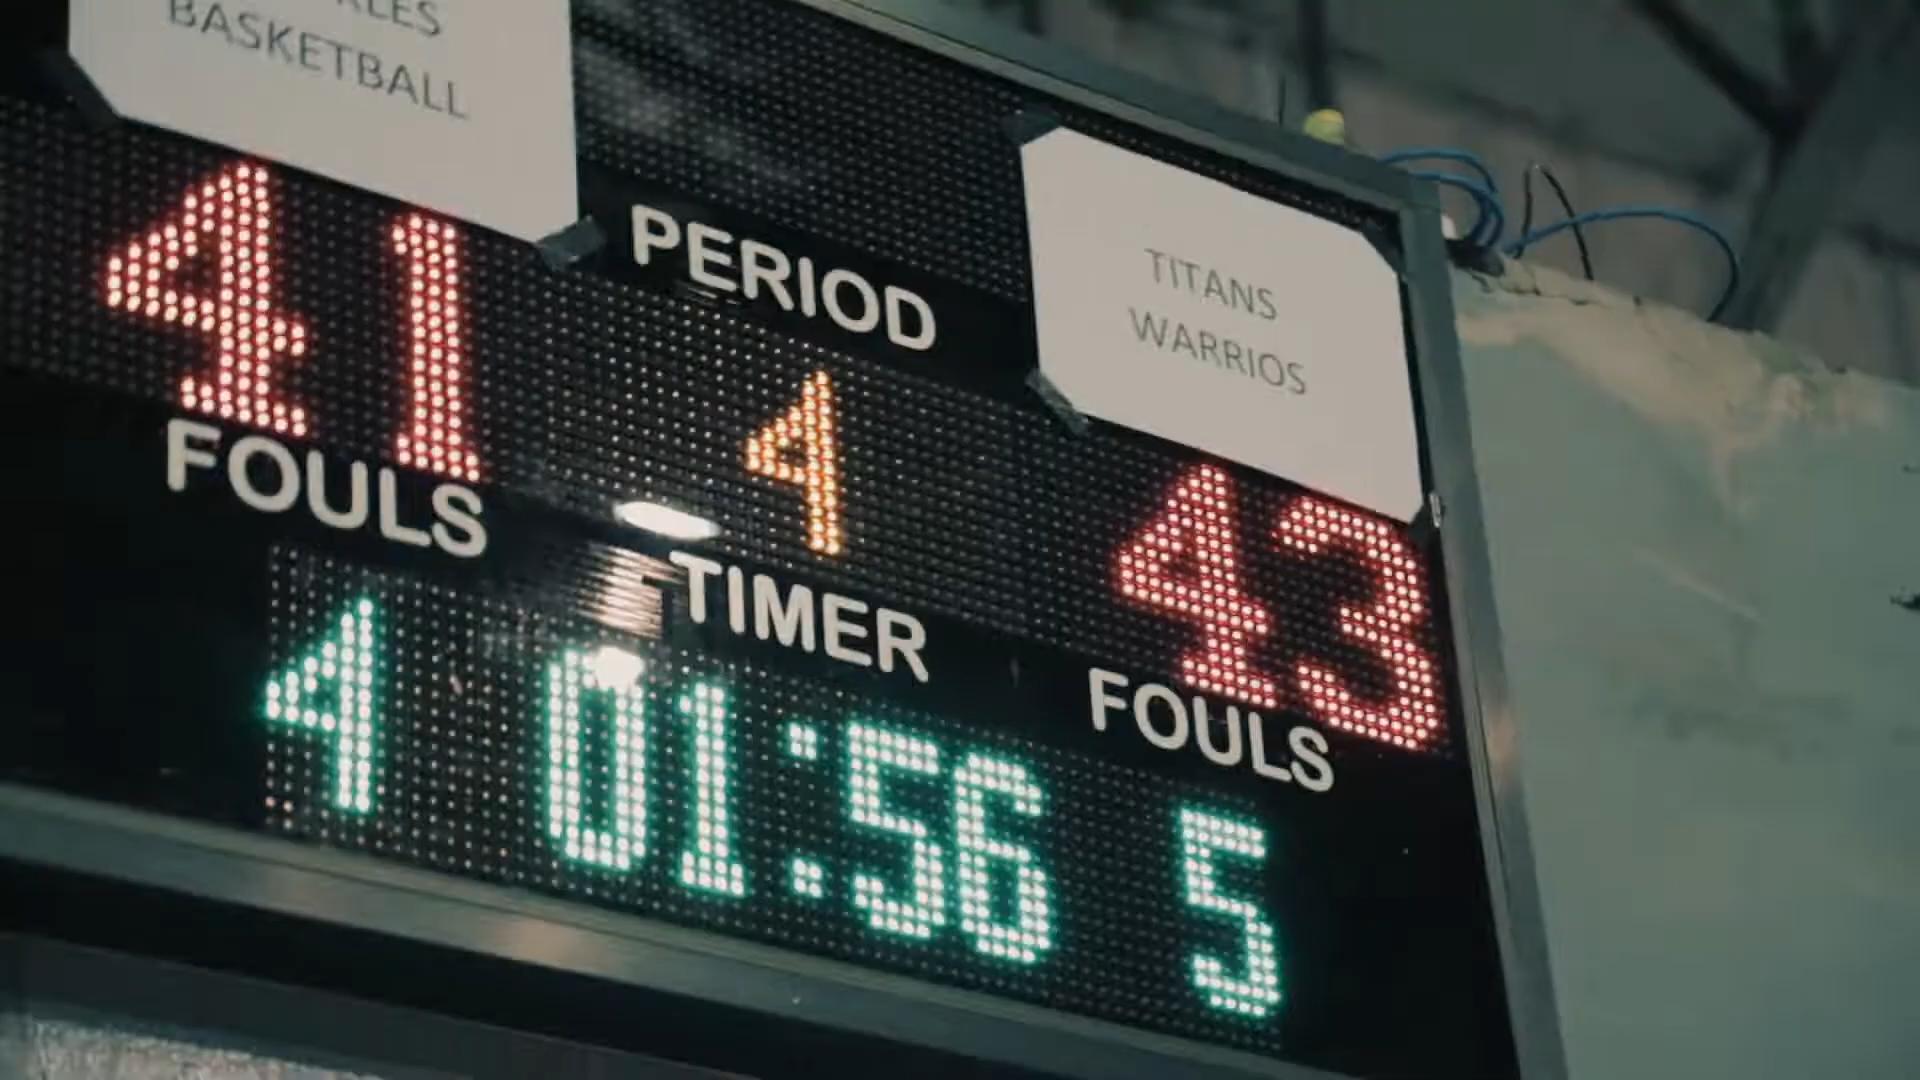 BASKETBALL
TITANS
WARRIOS
PERIOD
41 4 43
FOULS TIMER FOULS
4 01:56 5